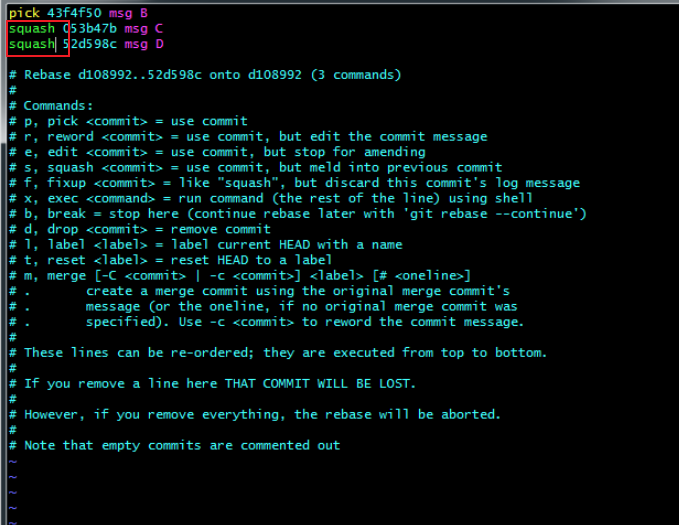 pick 43f4f50 msg B
squash 053b47b msg C
squash 52d598c msg D
# Rebase d108992..52d598c onto d108992 (3 commands)
#
# Commands:
# p, pick <commit> = use commit
# r, reword <commit> = use commit, but edit the commit message
# e, edit <commit> = use commit, but stop for amending
# s, squash <commit> = use commit, but meld into previous commit
# f, fixup <commit> = like "squash", but discard this commit's log message
# x, exec <command> = run command (the rest of the line) using shell
# b, break = stop here (continue rebase later with 'git rebase --continue')
# d, drop <commit> = remove commit
# l, label <label> = label current HEAD with a name
# t, reset <label> = reset HEAD to a label
# m, merge [-C <commit> | -c <commit>] <label> [# <oneline>]
# .       create a merge commit using the original merge commit's
# .       message (or the oneline, if no original merge commit was
# .       specified). Use -c <commit> to reword the commit message.
#
# These lines can be re-ordered; they are executed from top to bottom.
#
# If you remove a line here THAT COMMIT WILL BE LOST.
#
# However, if you remove everything, the rebase will be aborted.
#
# Note that empty commits are commented out
~
~
~
~
~